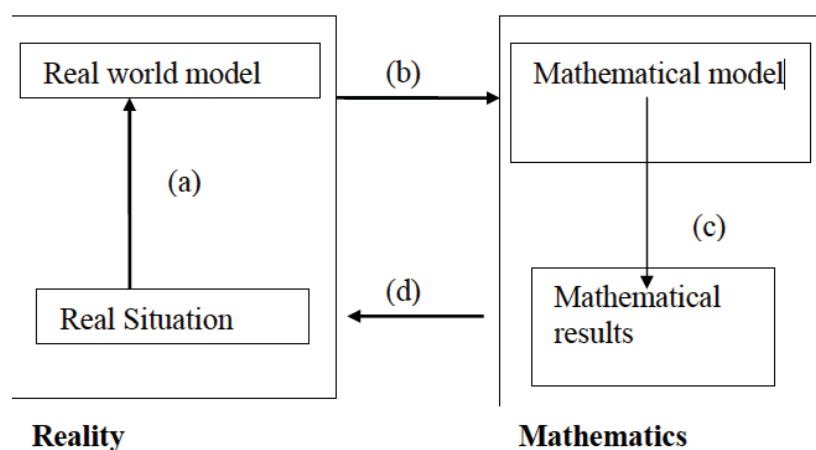 Real world model
(b)
Mathematical model
(a)
(c)
Real Situation
(d)
Mathematical
results
Reality
Mathematics